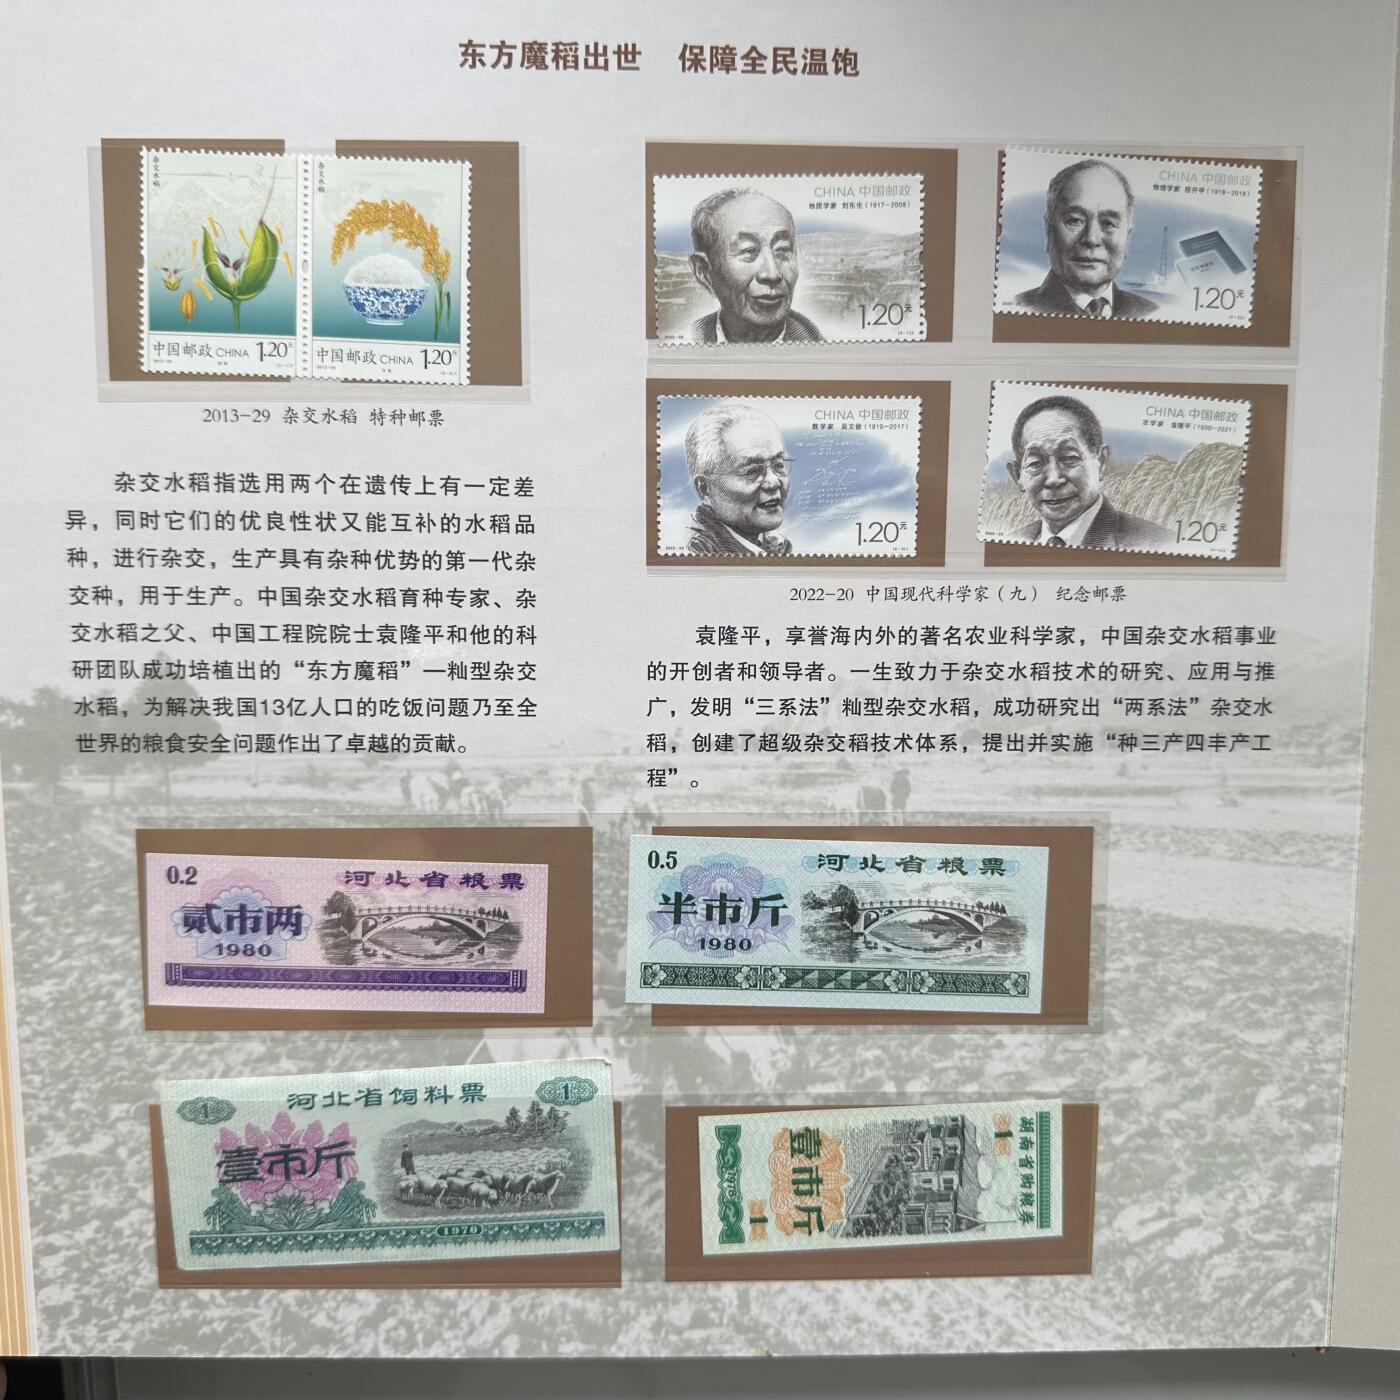 东方魔稻出世 保障全民温饱
杂交水稻
中国邮政 CHINA 1.20元
2013-29
杂交水稻
中国邮政 CHINA 1.20元
2013-29
2013-29 杂交水稻 特种邮票
杂交水稻指选用两个在遗传上有一定差
异，同时它们的优良性状又能互补的水稻品
种，进行杂交，生产具有杂种优势的第一代杂
交种，用于生产。中国杂交水稻育种专家、杂
交水稻之父、中国工程院院士袁隆平和他的科
研团队成功培植出的“东方魔稻”—籼型杂交
水稻，为解决我国13亿人口的吃饭问题乃至全
世界的粮食安全问题作出了卓越的贡献。
CHINA 中国邮政
地质学家 刘东生（1917—2008）
1.20元
CHINA 中国邮政
物理学家 程开甲（1918—2018）
1.20元
CHINA 中国邮政
数学家 吴文俊（1919—2017）
1.20元
CHINA 中国邮政
农学家 袁隆平（1930—2021）
1.20元
2022-20 中国现代科学家（九） 纪念邮票
袁隆平，享誉海内外的著名农业科学家，中国杂交水稻事业
的开创者和领导者。一生致力于杂交水稻技术的研究、应用与推
广，发明“三系法”籼型杂交水稻，成功研究出“两系法”杂交水
稻，创建了超级杂交稻技术体系，提出并实施“种三产四丰产工
程”。
0.2
河北省粮票
贰市两
1980
0.5
河北省粮票
半市斤
1980
1
河北省饲料票
1
壹市斤
1979
湖南省购粮券
1
壹市斤
1
1976